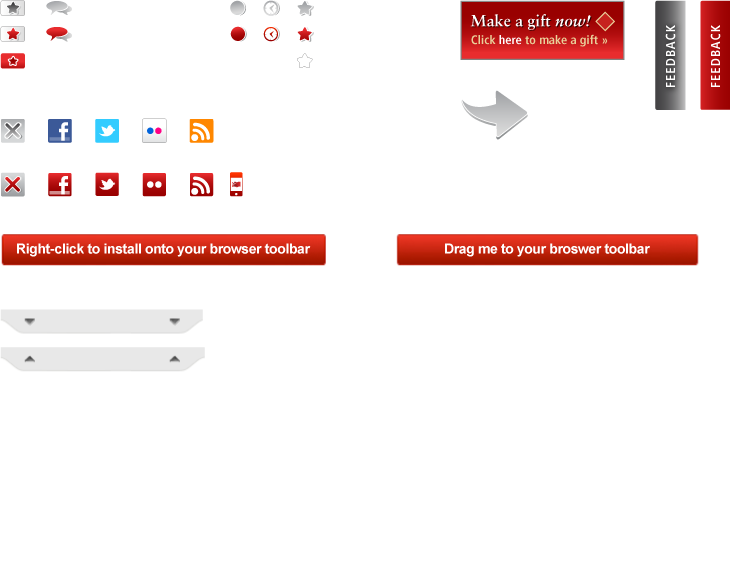 Make a gift now!
Click here to make a gift »
FEEDBACK
FEEDBACK
f
f
Right-click to install onto your browser toolbar
Drag me to your broswer toolbar